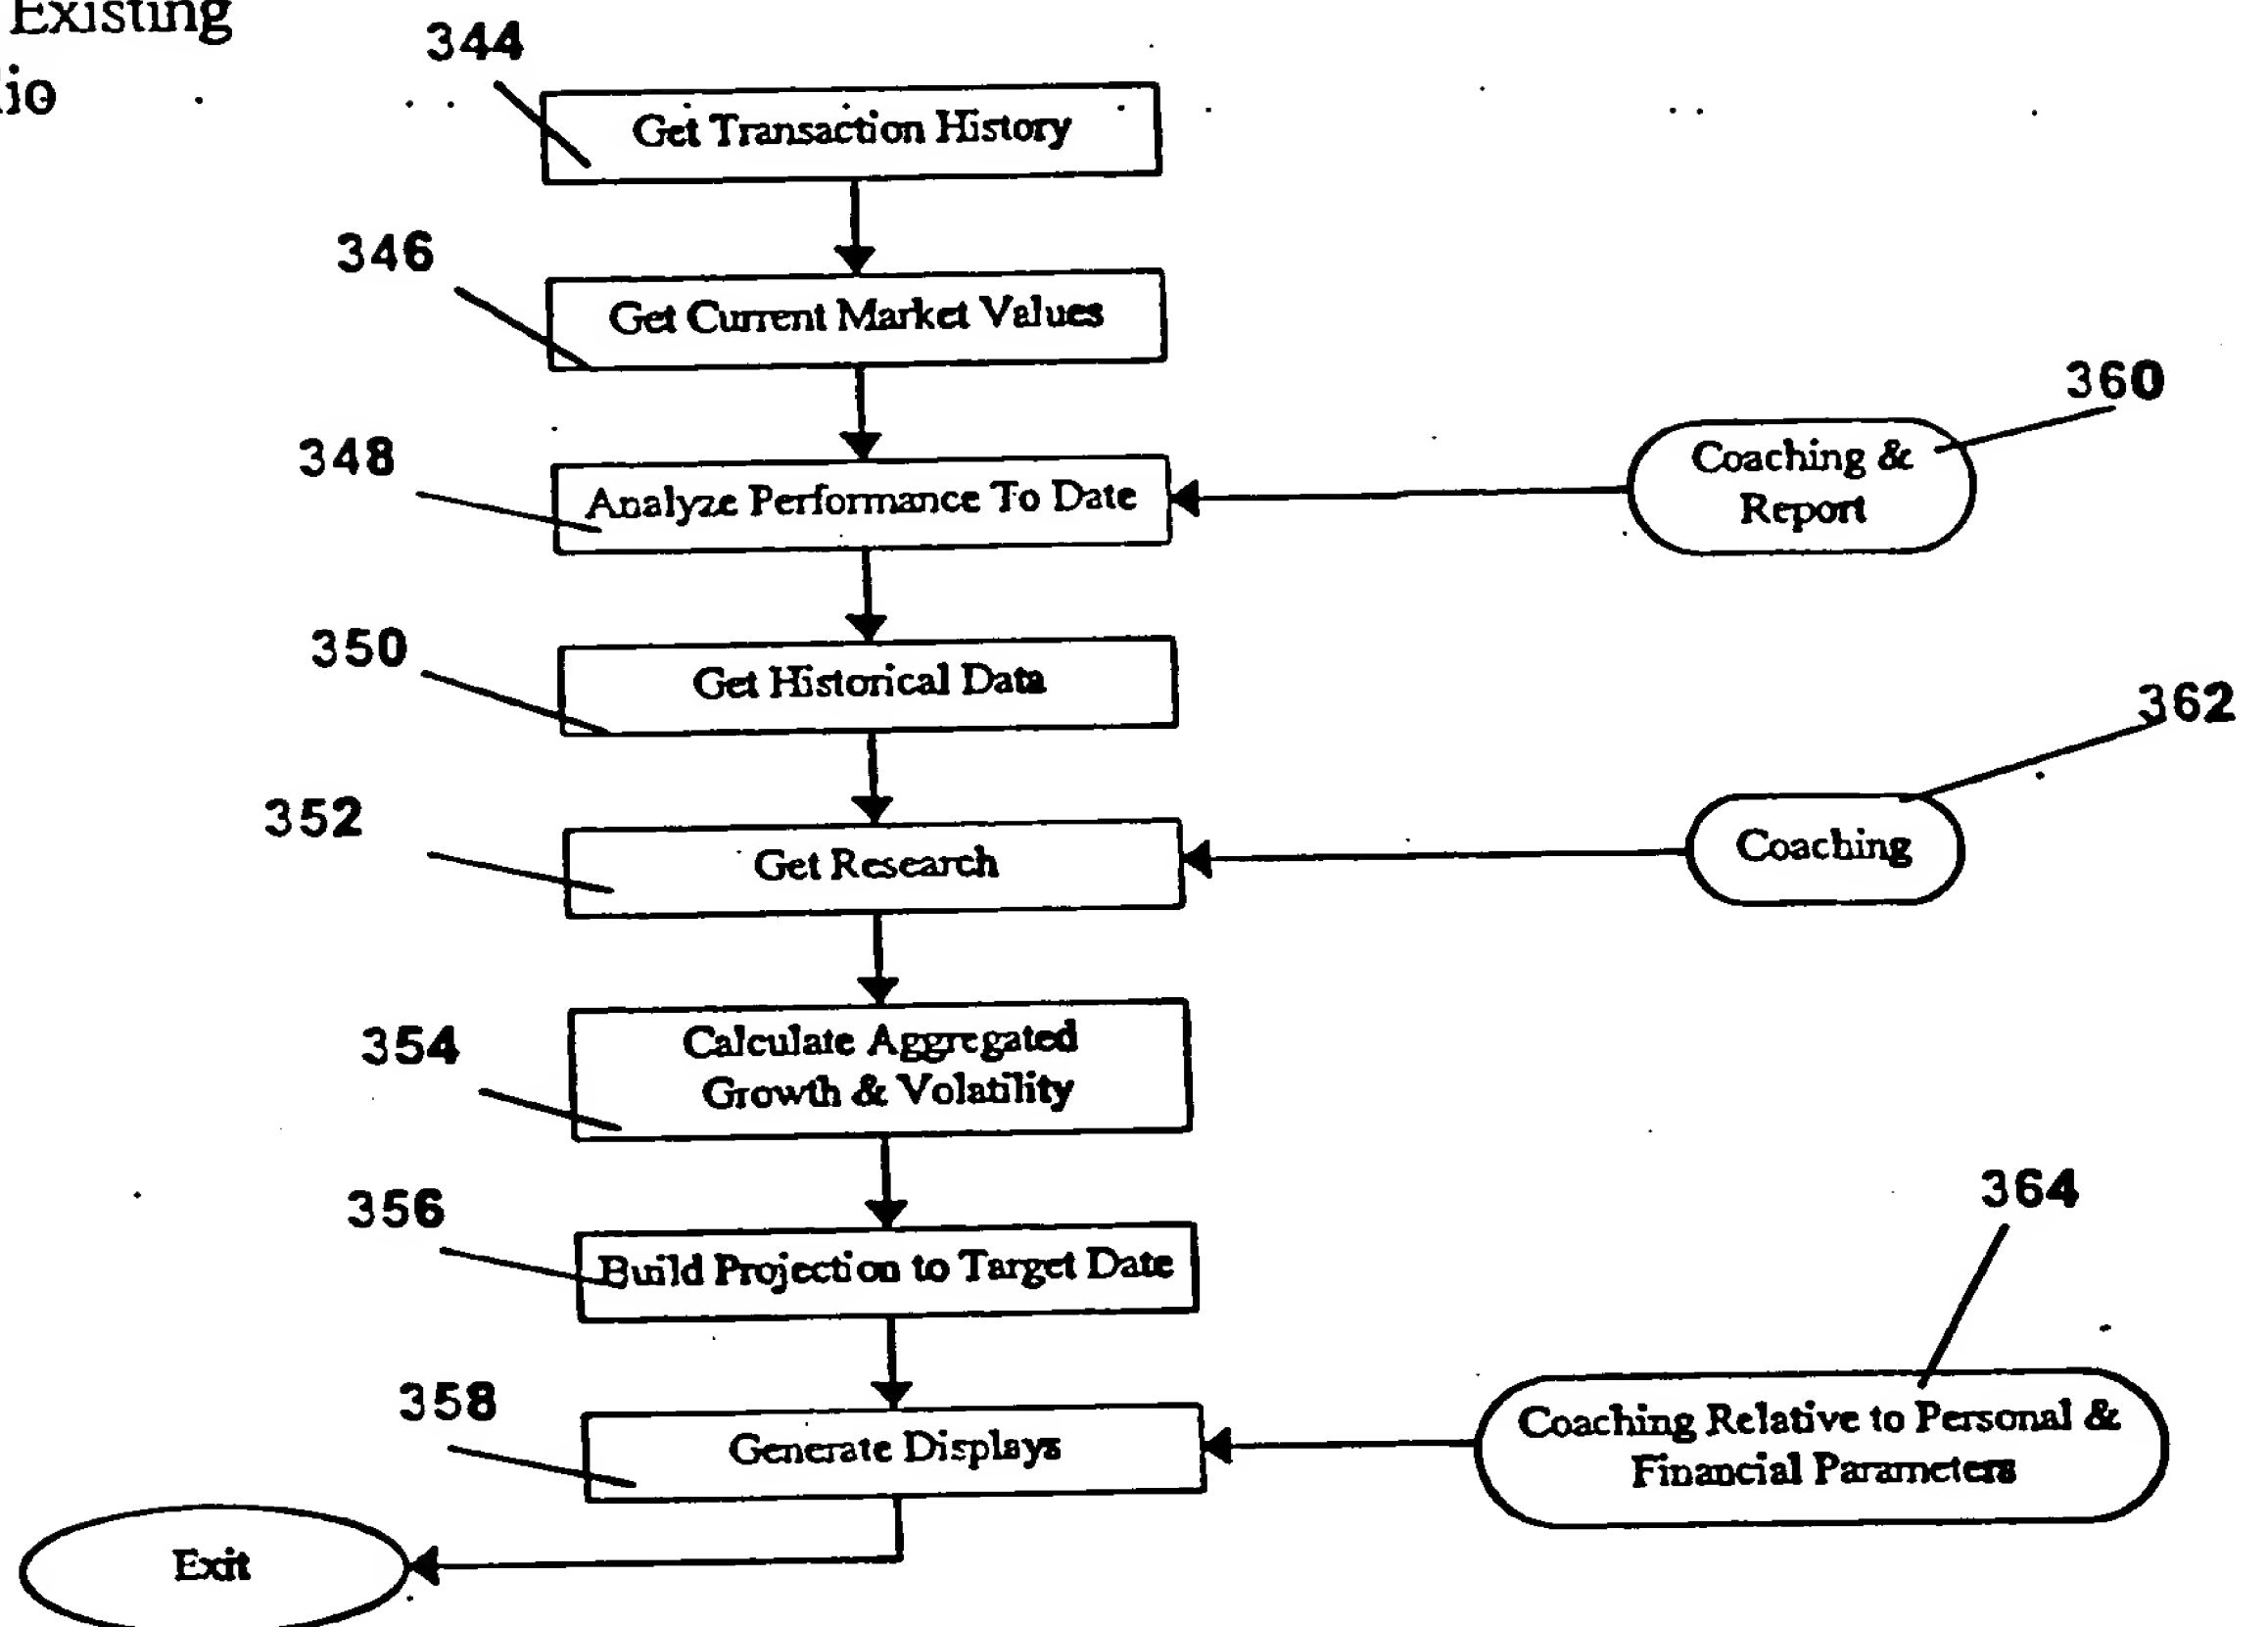 Existing
344
Get Transaction History
346
Get Current Market Values
360
348
Analyze Performance To Date
Coaching &
Report
350
Get Historical Data
362
352
Get Research
Coaching
354
Calculate Aggregated
Growth & Volatility
356
Build Projection to Target Date
364
358
Generate Displays
Coaching Relative to Personal &
Financial Parameters
Exit